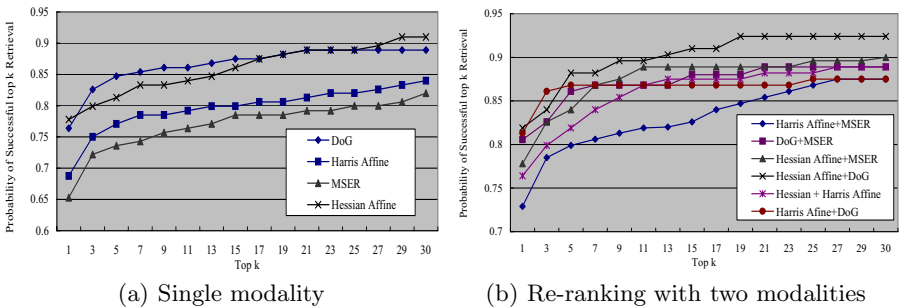 Probability of Successful top k Retrieval
0.95
0.9
0.85
0.8
0.75
0.7
0.65
0.6
DoG
Harris Affine
MSER
Hessian Affine
1 3 5 7 9 11 13 15 17 19 21 23 25 27 30
Top k
(a) Single modality
Probability of Successful top k Retrieval
0.95
0.9
0.85
0.8
0.75
0.7
Harris Affine+MSER
DoG+MSER
Hessian Affine+MSER
Hessian Affine+DoG
Hessian + Harris Affine
Harris Afine+DoG
1 3 5 7 9 11 13 15 17 19 21 23 25 27 30
Top k
(b) Re-ranking with two modalities